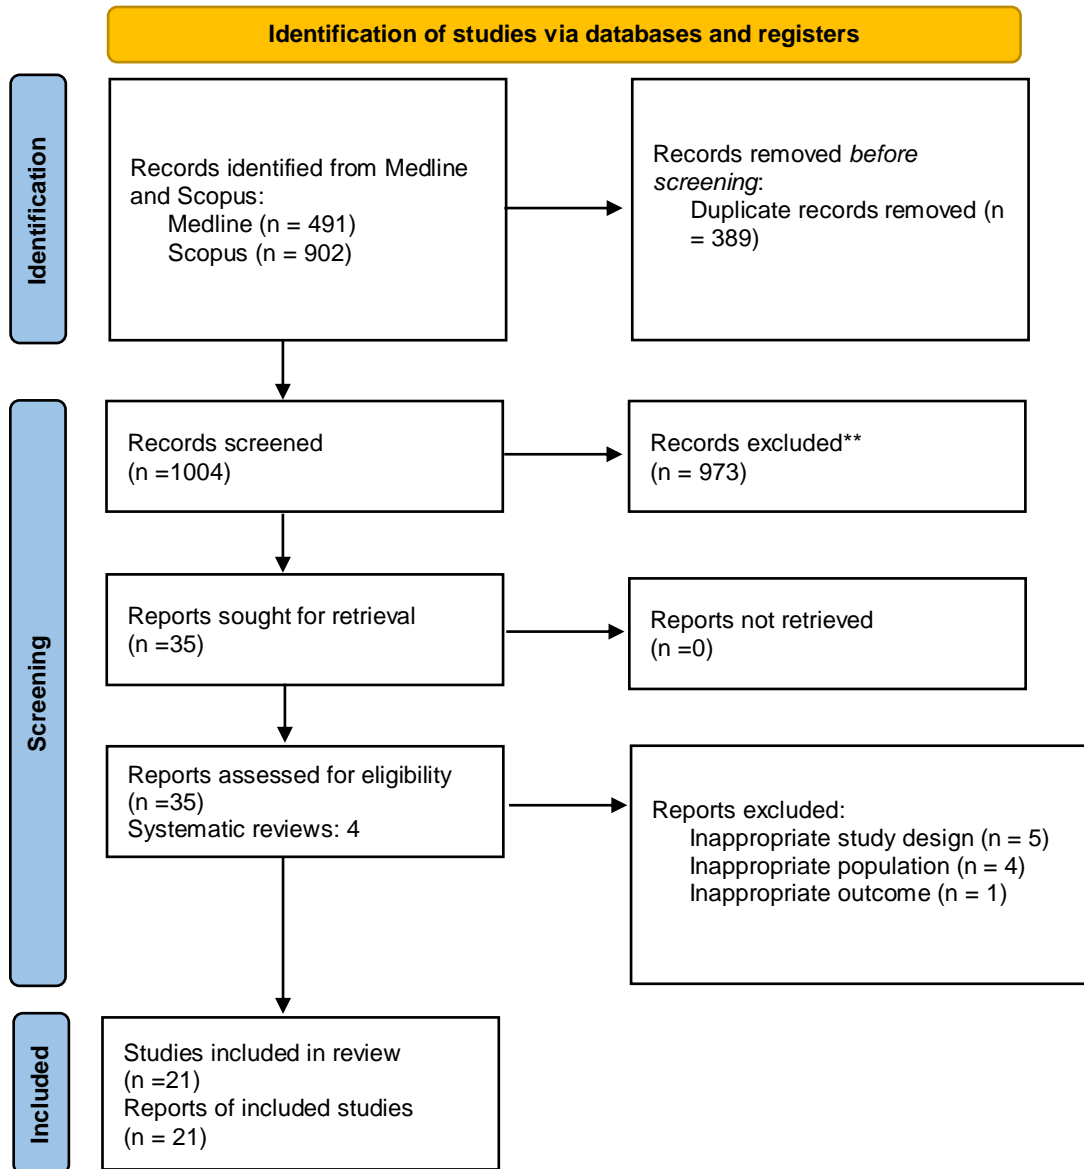 Identification of studies via databases and registers
Identification
Records identified from Medline
and Scopus:
Medline (n = 491)
Scopus (n = 902)
Records removed before
screening:
Duplicate records removed (n
= 389)
Screening
Records screened
(n =1004)
Records excluded**
(n = 973)
Reports sought for retrieval
(n =35)
Reports not retrieved
(n =0)
Reports assessed for eligibility
(n =35)
Systematic reviews: 4
Reports excluded:
Inappropriate study design (n = 5)
Inappropriate population (n = 4)
Inappropriate outcome (n = 1)
Included
Studies included in review
(n =21)
Reports of included studies
(n = 21)